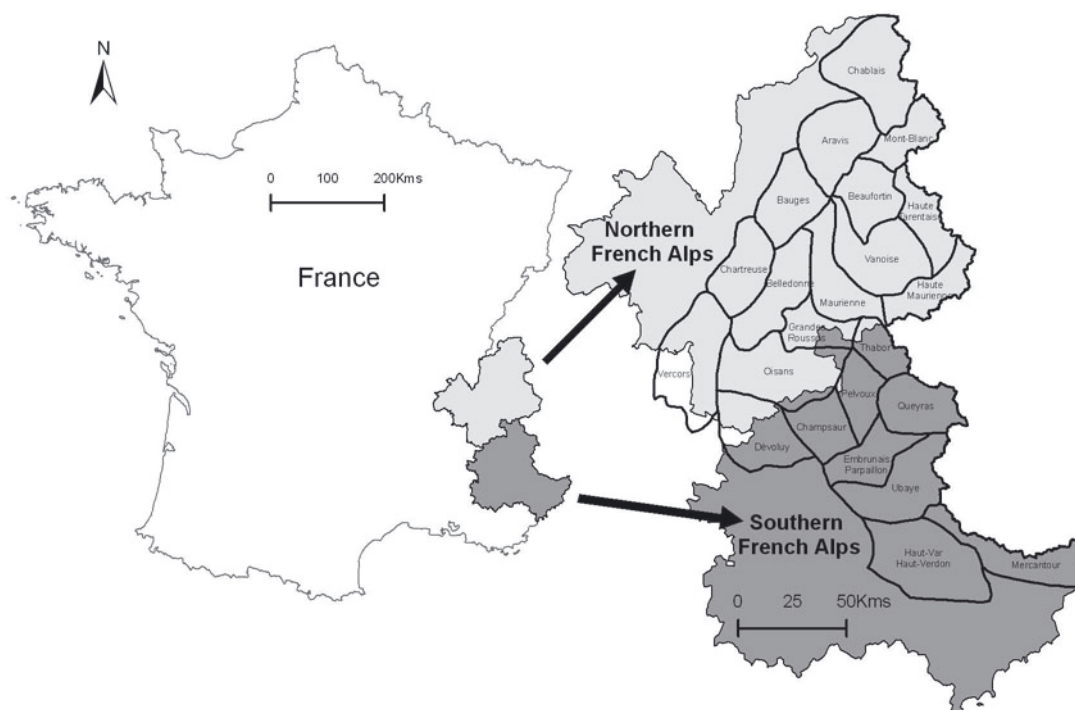 N
0 100 200Kms
France
Northern
French Alps
Southern
French Alps
Chablais
Mont-Blanc
Aravis
Beaufortin
Haute
Tarentaise
Bauges
Vanoise
Chartreuse
Belledonne
Haute
Maurienne
Maurienne
Grandes
Rousses
Thabor
Vercors
Oisans
Pelvoux
Queyras
Champsaur
Dévoluy
Embrunais
Parpaillon
Ubaye
Haut-Var
Haut-Verdon
Mercantour
0 25 50Kms